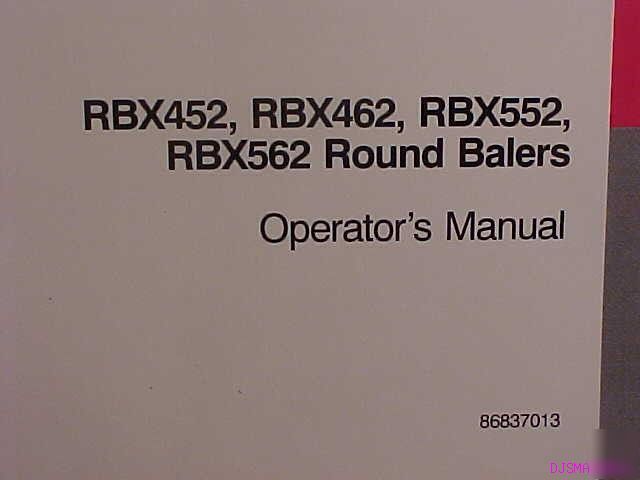 RBX452, RBX462, RBX552,
RBX562 Round Balers
Operator's Manual
86837013